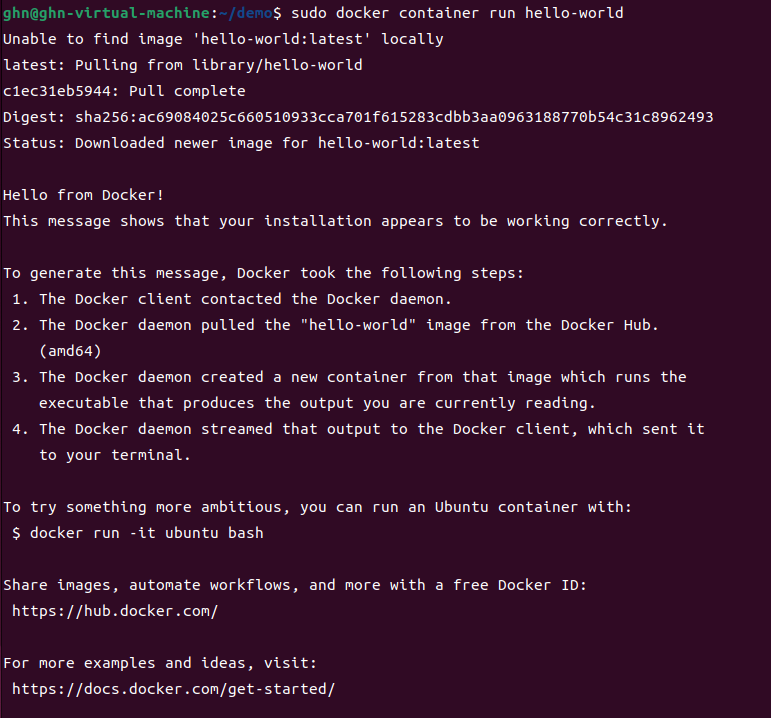 ghn@ghn-virtual-machine:~/demo$ sudo docker container run hello-world
Unable to find image 'hello-world:latest' locally
latest: Pulling from library/hello-world
c1ec31eb5944: Pull complete
Digest: sha256:ac69084025c660510933cca701f615283cdbb3aa0963188770b54c31c8962493
Status: Downloaded newer image for hello-world:latest

Hello from Docker!
This message shows that your installation appears to be working correctly.

To generate this message, Docker took the following steps:
 1. The Docker client contacted the Docker daemon.
 2. The Docker daemon pulled the "hello-world" image from the Docker Hub.
    (amd64)
 3. The Docker daemon created a new container from that image which runs the
    executable that produces the output you are currently reading.
 4. The Docker daemon streamed that output to the Docker client, which sent it
    to your terminal.

To try something more ambitious, you can run an Ubuntu container with:
 $ docker run -it ubuntu bash

Share images, automate workflows, and more with a free Docker ID:
 https://hub.docker.com/

For more examples and ideas, visit:
 https://docs.docker.com/get-started/